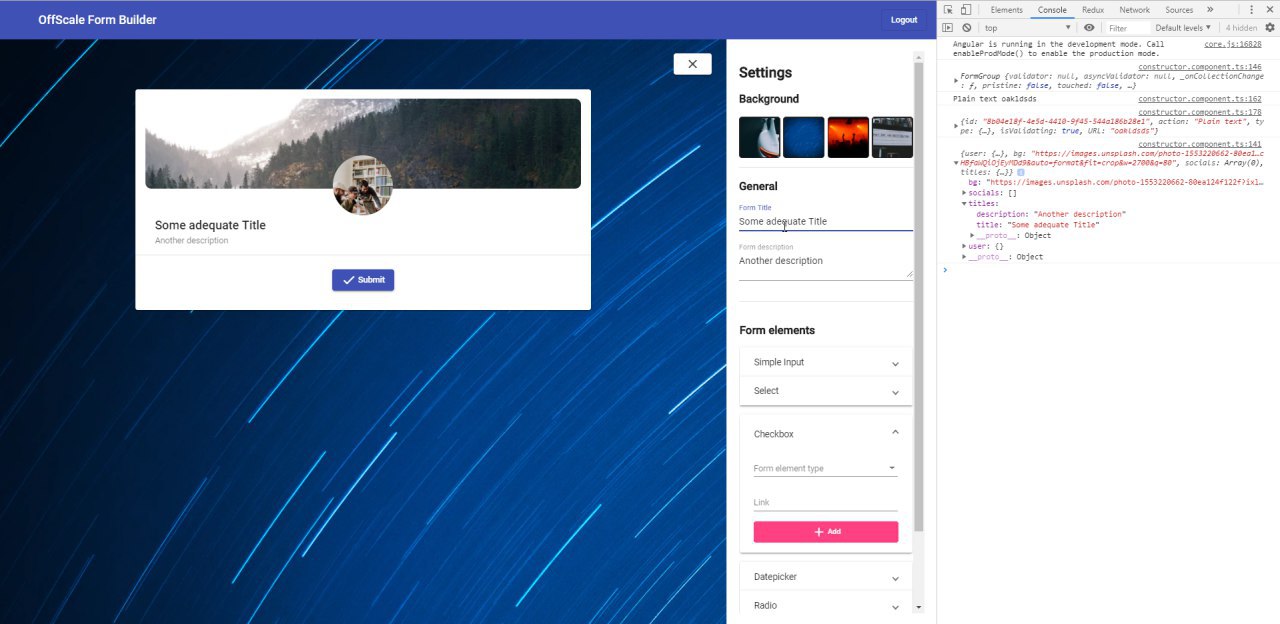 OffScale Form Builder
Logout
Some adequate Title
Another description
Submit
Settings
Background
General
Form Title
Some adequate Title
Form description
Another description
Form elements
Simple Input
Select
Checkbox
Form element type
Link
+ Add
Datepicker
Radio
Elements Console Redux Network Sources »
top Filter Default levels 4 hidden
Angular is running in the development mode. Call core.js:16828
enableProdMode() to enable the production mode.
constructor.component.ts:146
FormGroup {validator: null, asyncValidator: null, _onCollectionChange
: ƒ, pristine: false, touched: false, …}
Plain text oakldsds constructor.component.ts:162
constructor.component.ts:178
{id: "8b04e18f-4e5d-4410-9f45-544a186b28e1", action: "Plain text", ty
pe: {…}, isValidating: true, URL: "oakldsds"}
constructor.component.ts:141
{user: {…}, bg: "https://images.unsplash.com/photo-1553220662-80ea1…c
HBfaWQiOjEyMDd9&auto=format&fit=crop&w=2700&q=80", socials: Array(0),
titles: {…}}
bg: "https://images.unsplash.com/photo-1553220662-80ea124f122f?ixl…
socials: []
titles:
description: "Another description"
title: "Some adequate Title"
__proto__: Object
user: {}
__proto__: Object